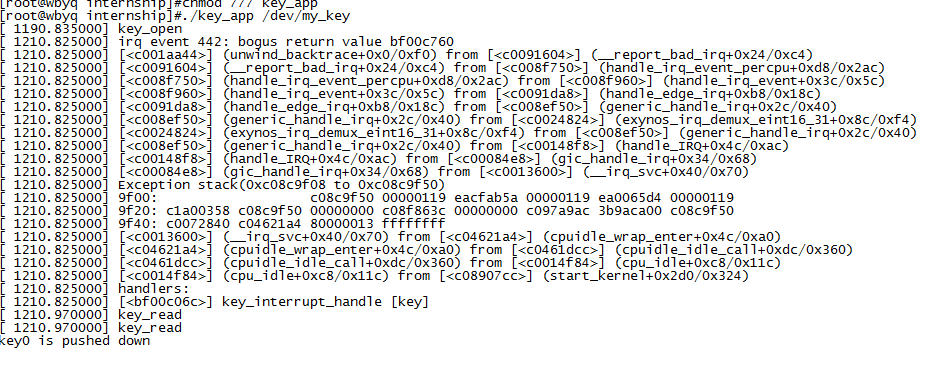 [root@wbyq internship]#chmod 777 key_app
[root@wbyq internship]#./key_app /dev/my_key
[ 1190.835000] key_open
[ 1210.825000] irq event 442: bogus return value bf00c760
[ 1210.825000] [<c001aa44>] (unwind_backtrace+0x0/0xf0) from [<c0091604>] (__report_bad_irq+0x24/0xc4)
[ 1210.825000] [<c0091604>] (__report_bad_irq+0x24/0xc4) from [<c008f750>] (handle_irq_event_percpu+0xd8/0x2ac)
[ 1210.825000] [<c008f750>] (handle_irq_event_percpu+0xd8/0x2ac) from [<c008f960>] (handle_irq_event+0x3c/0x5c)
[ 1210.825000] [<c008f960>] (handle_irq_event+0x3c/0x5c) from [<c0091da8>] (handle_edge_irq+0xb8/0x18c)
[ 1210.825000] [<c0091da8>] (handle_edge_irq+0xb8/0x18c) from [<c008ef50>] (generic_handle_irq+0x2c/0x40)
[ 1210.825000] [<c008ef50>] (generic_handle_irq+0x2c/0x40) from [<c0024824>] (exynos_irq_demux_eint16_31+0x8c/0xf4)
[ 1210.825000] [<c0024824>] (exynos_irq_demux_eint16_31+0x8c/0xf4) from [<c008ef50>] (generic_handle_irq+0x2c/0x40)
[ 1210.825000] [<c008ef50>] (generic_handle_irq+0x2c/0x40) from [<c00148f8>] (handle_IRQ+0x4c/0xac)
[ 1210.825000] [<c00148f8>] (handle_IRQ+0x4c/0xac) from [<c00084e8>] (gic_handle_irq+0x34/0x68)
[ 1210.825000] [<c00084e8>] (gic_handle_irq+0x34/0x68) from [<c0013600>] (__irq_svc+0x40/0x70)
[ 1210.825000] Exception stack(0xc08c9f08 to 0xc08c9f50)
[ 1210.825000] 9f00: c08c9f50 00000119 eacfab5a 00000119 ea0065d4 00000119
[ 1210.825000] 9f20: c1a00358 c08c9f50 00000000 c08f863c 00000000 c097a9ac 3b9aca00 c08c9f50
[ 1210.825000] 9f40: c0072840 c04621a4 80000013 ffffffff
[ 1210.825000] [<c0013600>] (__irq_svc+0x40/0x70) from [<c04621a4>] (cpuidle_wrap_enter+0x4c/0xa0)
[ 1210.825000] [<c04621a4>] (cpuidle_wrap_enter+0x4c/0xa0) from [<c0461dcc>] (cpuidle_idle_call+0xdc/0x360)
[ 1210.825000] [<c0461dcc>] (cpuidle_idle_call+0xdc/0x360) from [<c0014f84>] (cpu_idle+0xc8/0x11c)
[ 1210.825000] [<c0014f84>] (cpu_idle+0xc8/0x11c) from [<c08907cc>] (start_kernel+0x2d0/0x324)
[ 1210.825000] handlers:
[ 1210.825000] [<bf00c06c>] key_interrupt_handle [key]
[ 1210.970000] key_read
[ 1210.970000] key_read
key0 is pushed down